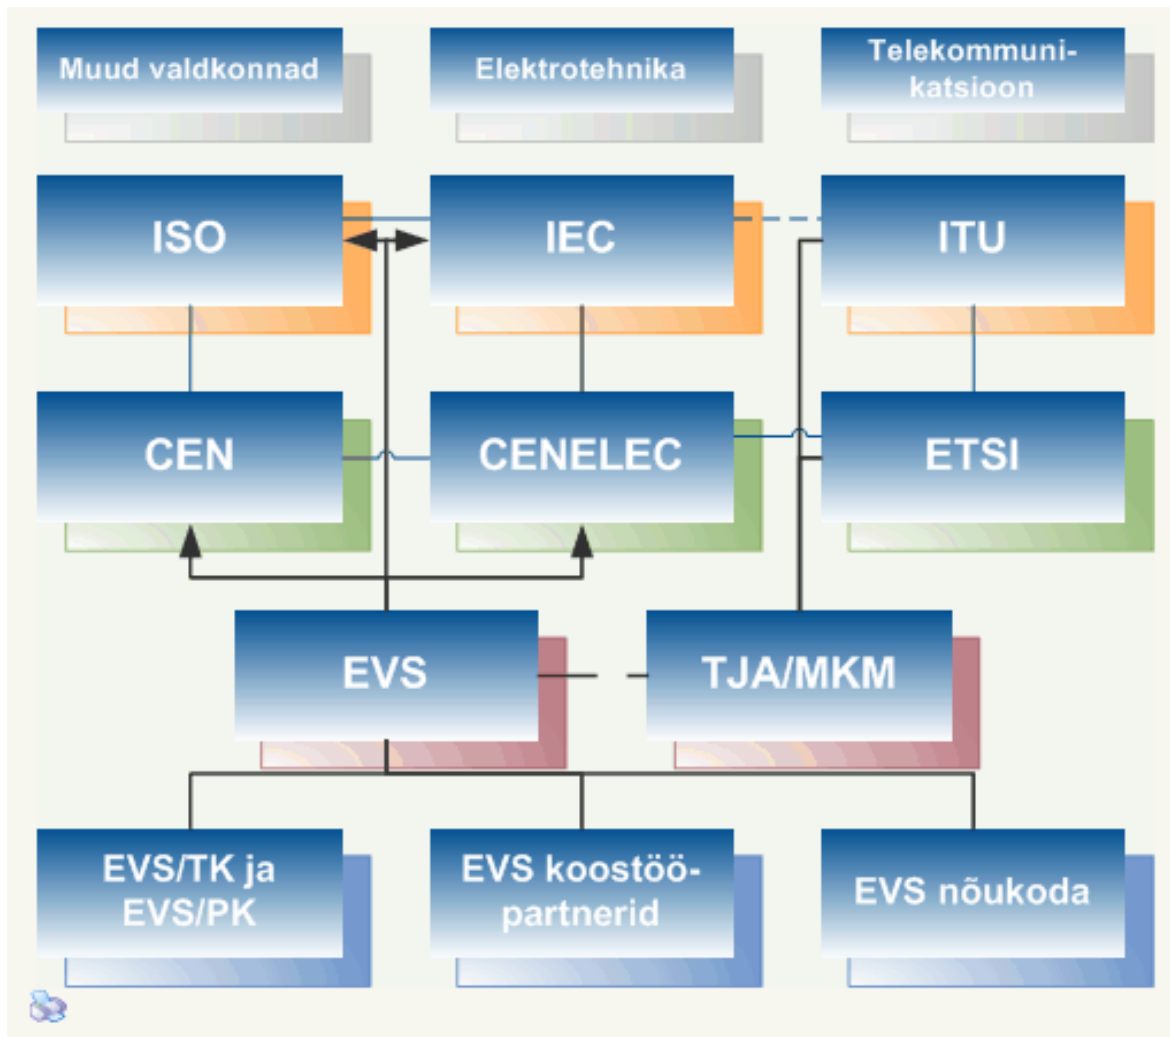 Muud valdkonnad
Elektrotehnika
Telekommuni-
katsioon
ISO
IEC
ITU
CEN
CENELEC
ETSI
EVS
TJA/MKM
EVS/TK ja
EVS/PK
EVS koostöö-
partnerid
EVS nõukoda